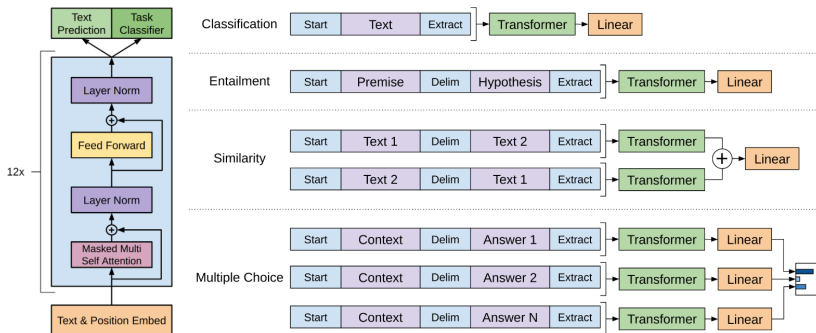 Text Prediction
Task Classifier
Layer Norm
+
Feed Forward
12x
Layer Norm
+
Masked Multi Self Attention
Text & Position Embed
Classification
Start Text Extract Transformer Linear
Entailment
Start Premise Delim Hypothesis Extract Transformer Linear
Similarity
Start Text 1 Delim Text 2 Extract Transformer
+ Linear
Start Text 2 Delim Text 1 Extract Transformer
Multiple Choice
Start Context Delim Answer 1 Extract Transformer Linear
Start Context Delim Answer 2 Extract Transformer Linear
Start Context Delim Answer N Extract Transformer Linear